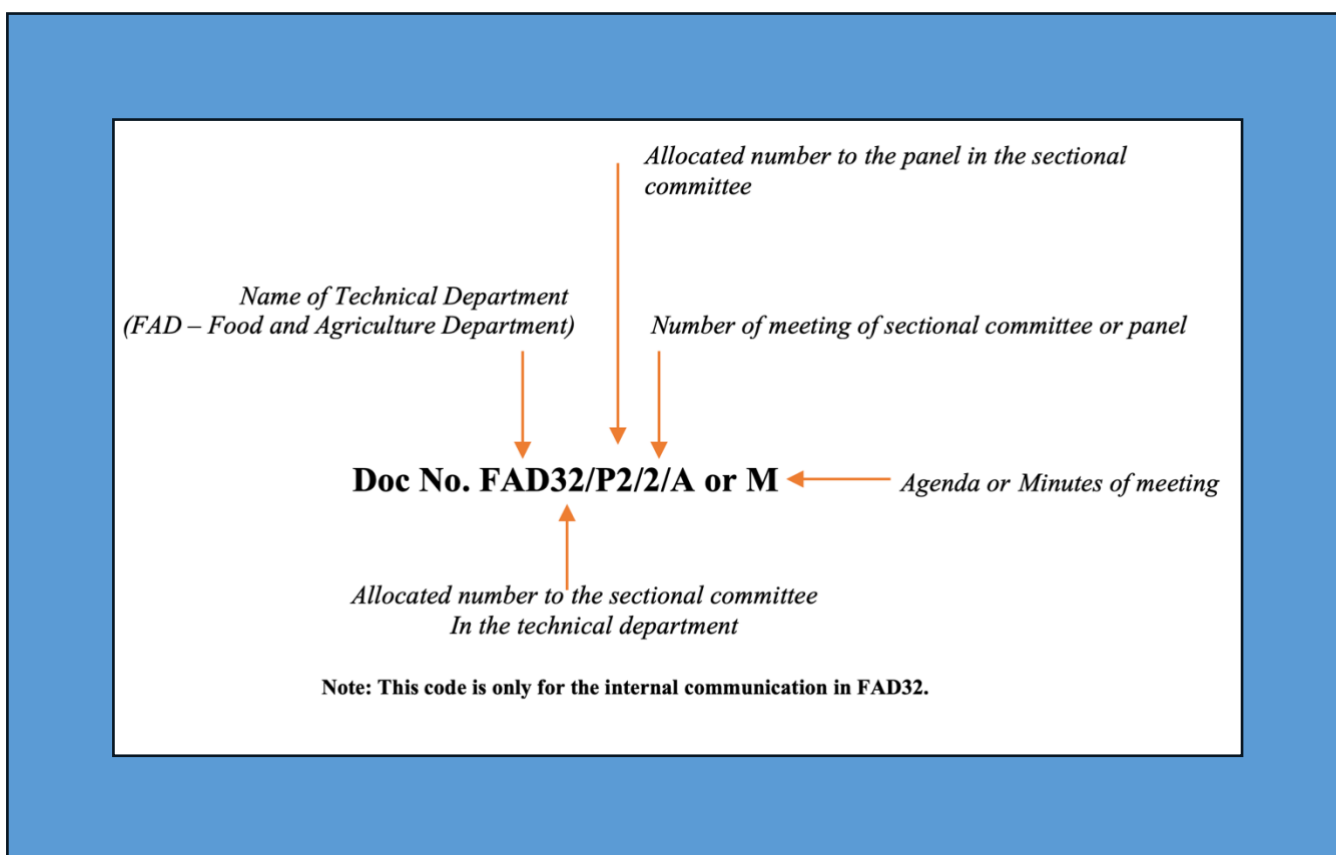 Allocated number to the panel in the sectional
committee
Name of Technical Department
(FAD – Food and Agriculture Department)
Number of meeting of sectional committee or panel
Doc No. FAD32/P2/2/A or M
Agenda or Minutes of meeting
Allocated number to the sectional committee
In the technical department
Note: This code is only for the internal communication in FAD32.